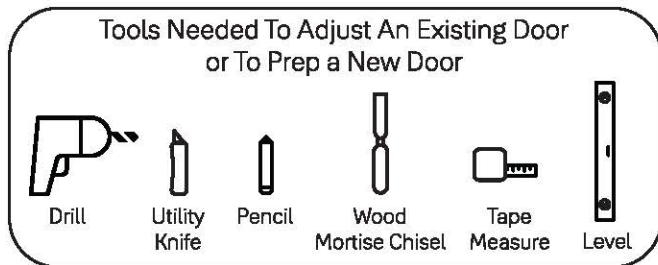 Tools Needed To Adjust An Existing Door
or To Prep a New Door
Drill
Utility
Knife
Pencil
Wood
Mortise Chisel
Tape
Measure
Level